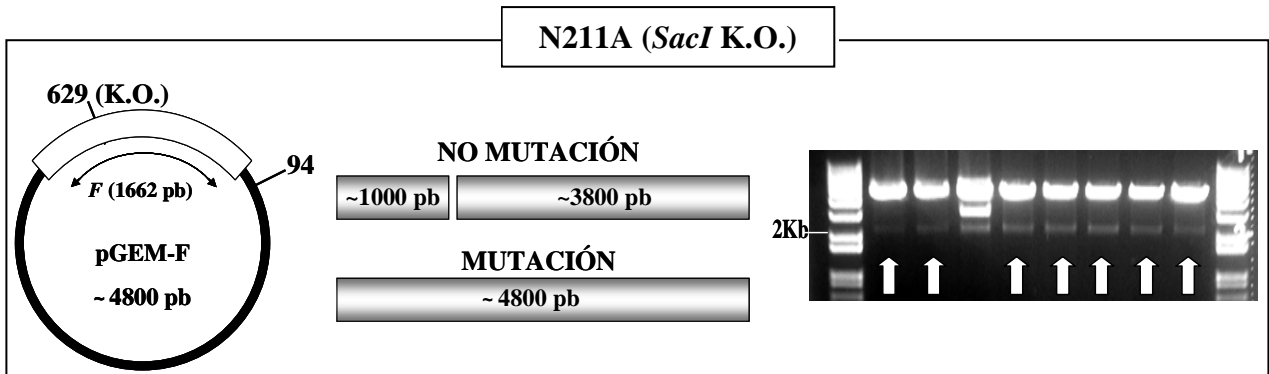 N211A (SacI K.O.)
629 (K.O.)
94
F (1662 pb)
pGEM-F
~ 4800 pb
NO MUTACIÓN
~1000 pb
~3800 pb
MUTACIÓN
~ 4800 pb
2Kb